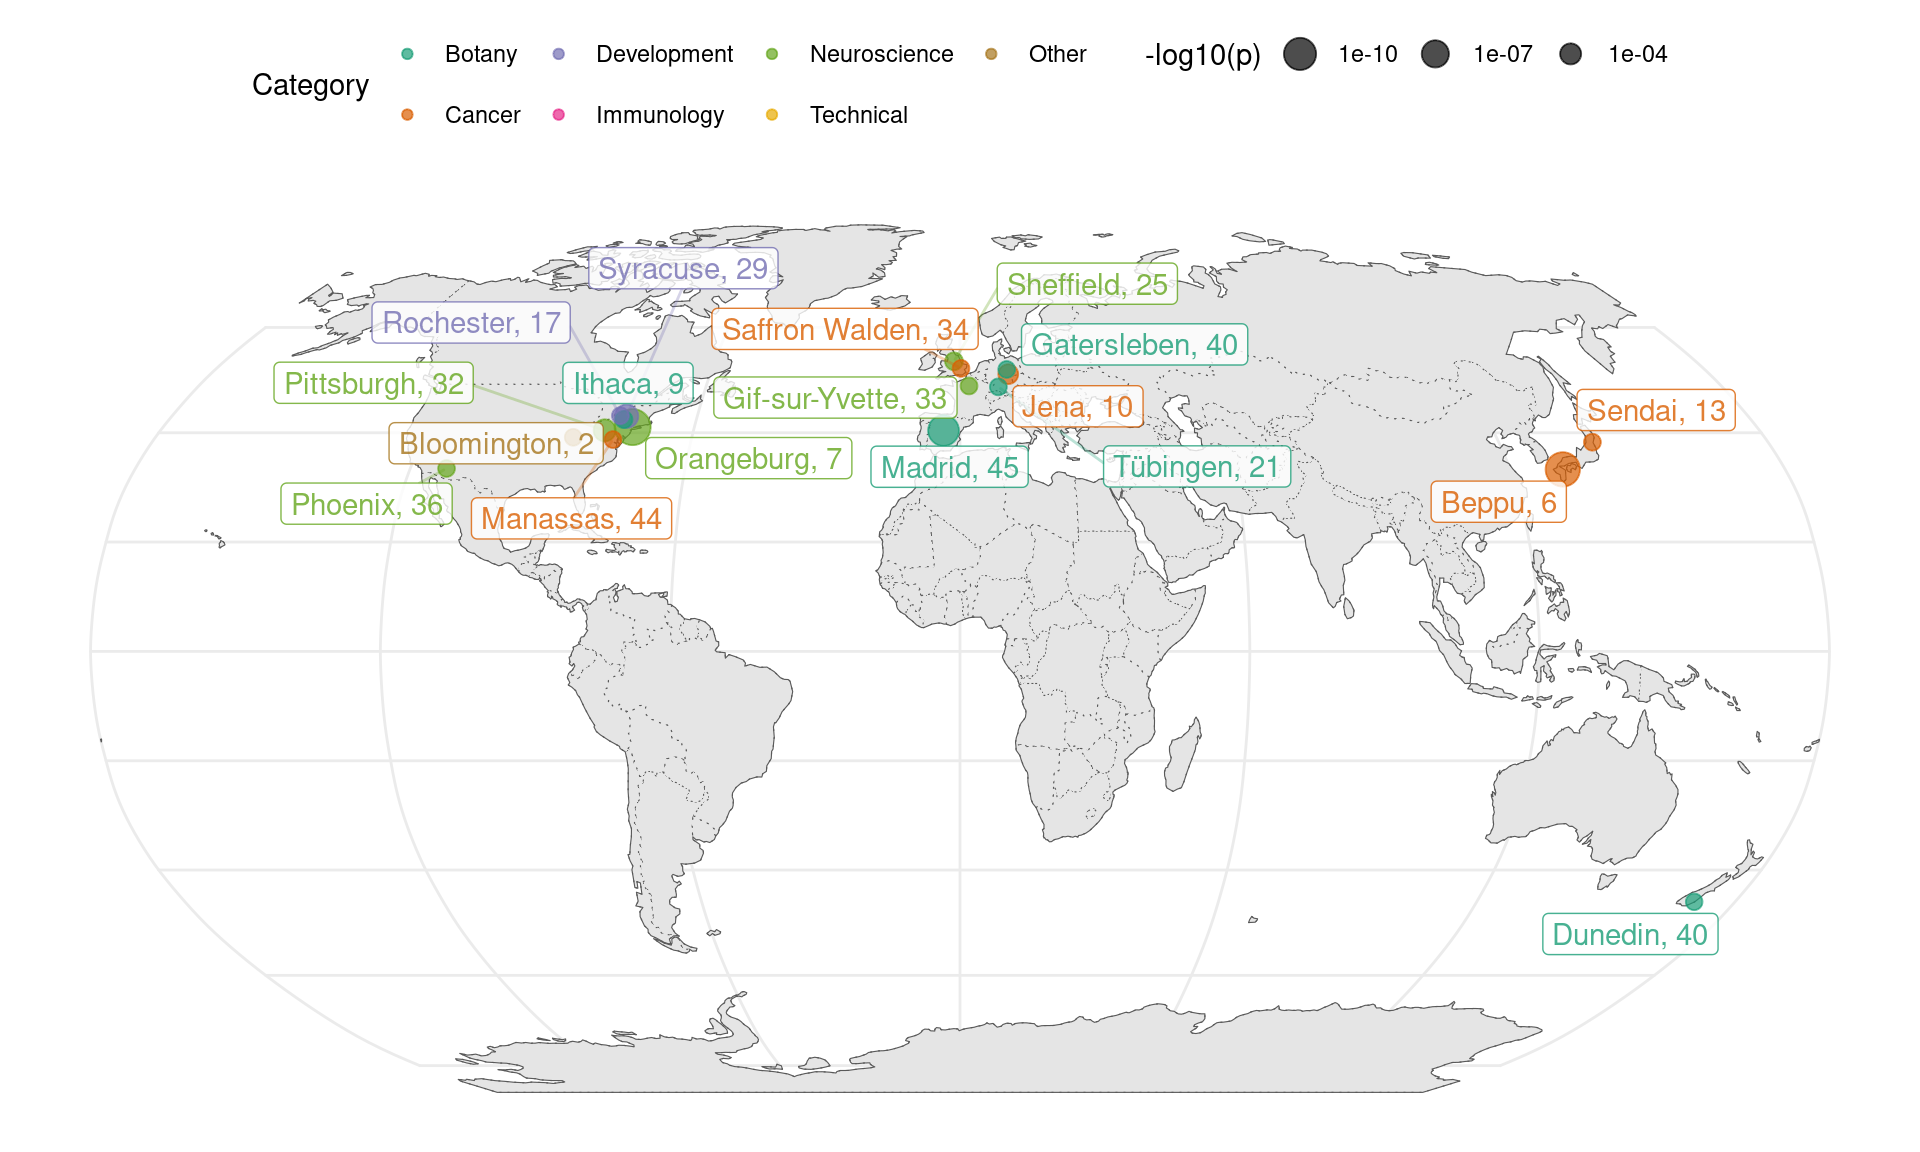 Category
Botany
Development
Neuroscience
Other
Cancer
Immunology
Technical
-log10(p)
1e-10
1e-07
1e-04
Syracuse, 29
Sheffield, 25
Rochester, 17
Saffron Walden, 34
Gatersleben, 40
Pittsburgh, 32
Ithaca, 9
Gif-sur-Yvette, 33
Jena, 10
Sendai, 13
Bloomington, 2
Orangeburg, 7
Madrid, 45
Tübingen, 21
Phoenix, 36
Manassas, 44
Beppu, 6
Dunedin, 40